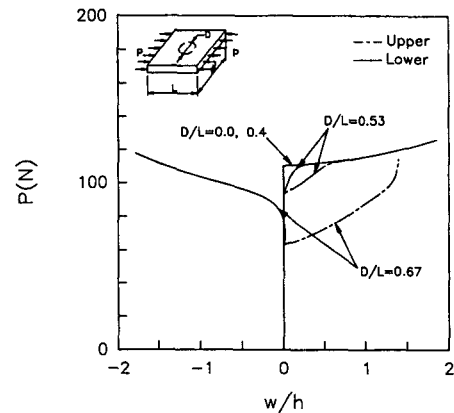 200
100
0
P(N)
-2
-1
0
1
2
w/h
Upper
Lower
D/L=0.0, 0.4
D/L=0.53
D/L=0.67
P
D
P
L